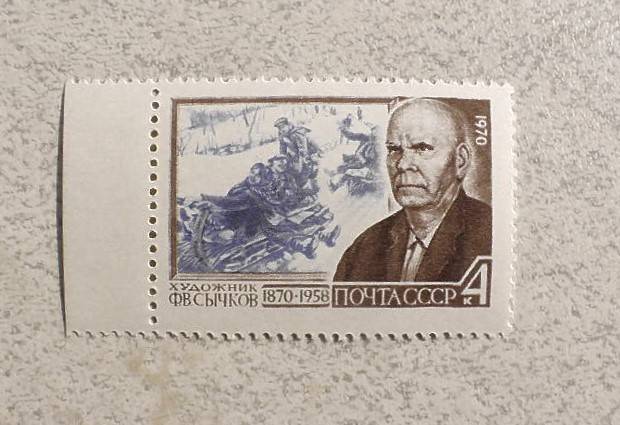 1970
ХУДОЖНИК
Ф.В.СЫЧКОВ 1870·1958 ПОЧТА СССР 4 К